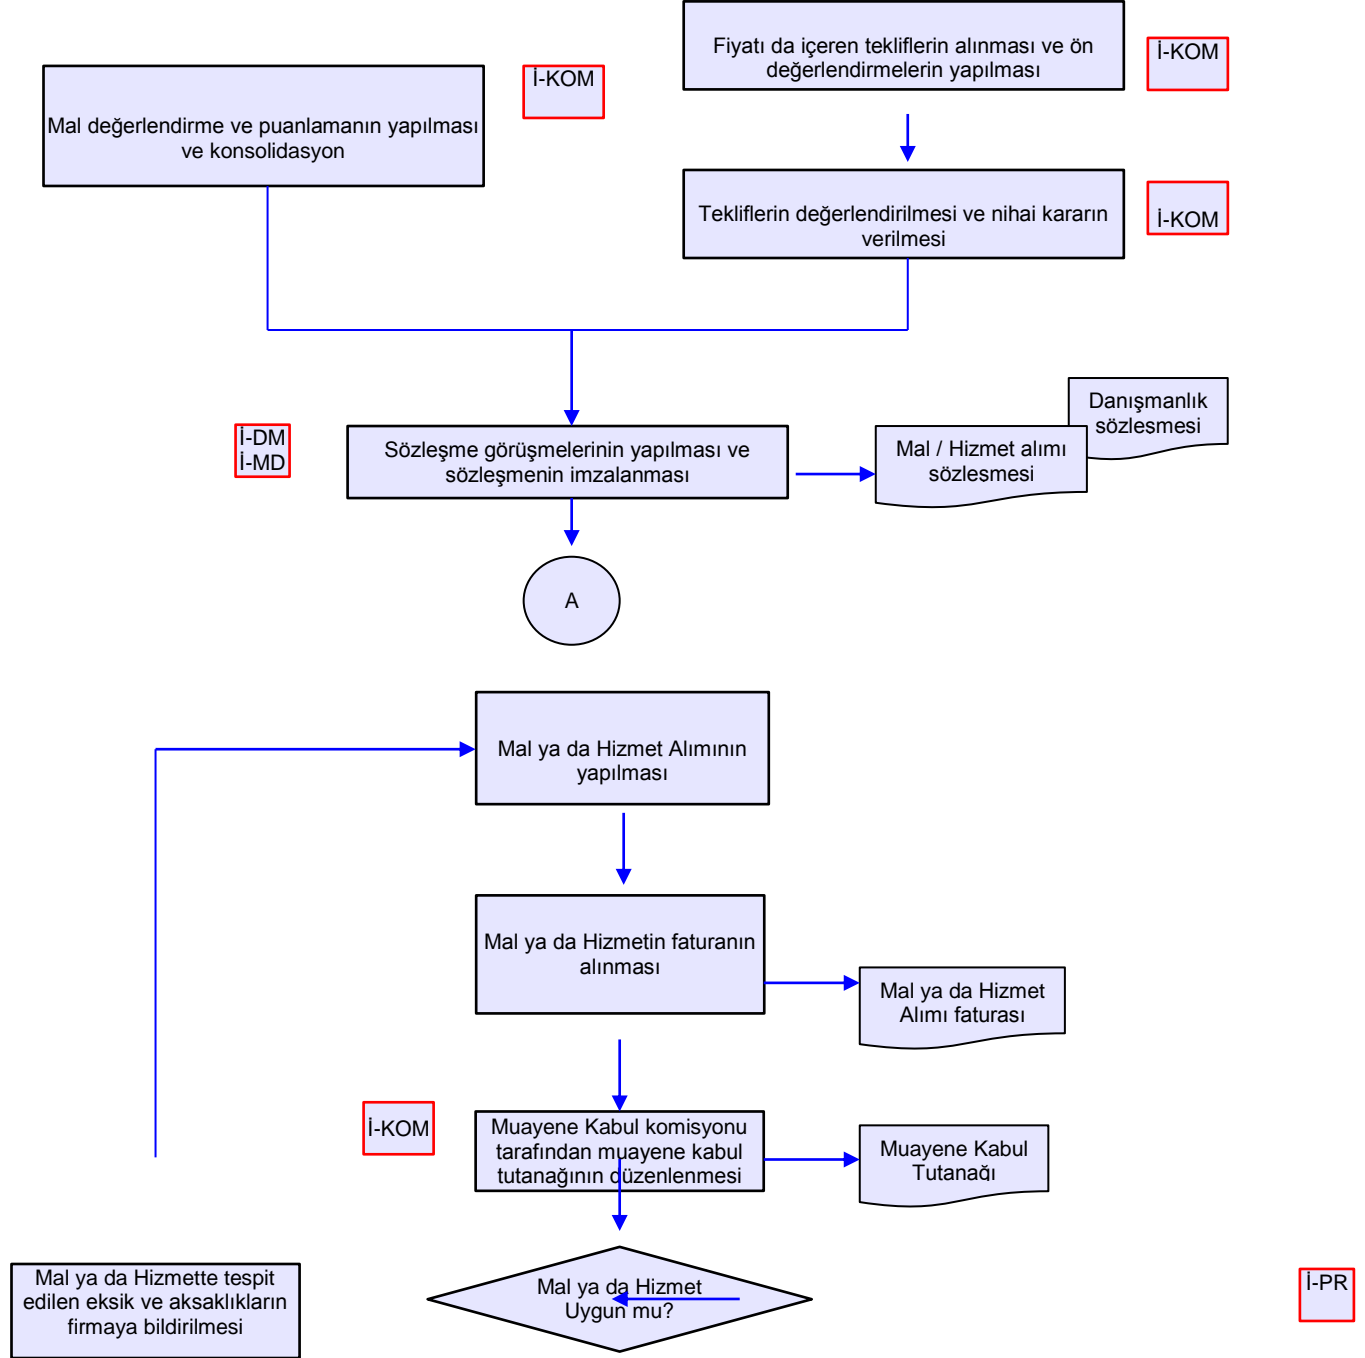 Fiyatı da içeren tekliflerin alınması ve ön
değerlendirmelerin yapılması
İ-KOM
İ-KOM
Mal değerlendirme ve puanlamanın yapılması
ve konsolidasyon
Tekliflerin değerlendirilmesi ve nihai kararın
verilmesi
İ-KOM
Danışmanlık
sözleşmesi
İ-DM
İ-MD
Sözleşme görüşmelerinin yapılması ve
sözleşmenin imzalanması
Mal / Hizmet alımı
sözleşmesi
A
Mal ya da Hizmet Alımının
yapılması
Mal ya da Hizmetin faturanın
alınması
Mal ya da Hizmet
Alımı faturası
İ-KOM
Muayene Kabul komisyonu
tarafından muayene kabul
tutanağının düzenlenmesi
Muayene Kabul
Tutanağı
Mal ya da Hizmette tespit
edilen eksik ve aksaklıkların
firmaya bildirilmesi
Mal ya da Hizmet
Uygun mu?
İ-PR